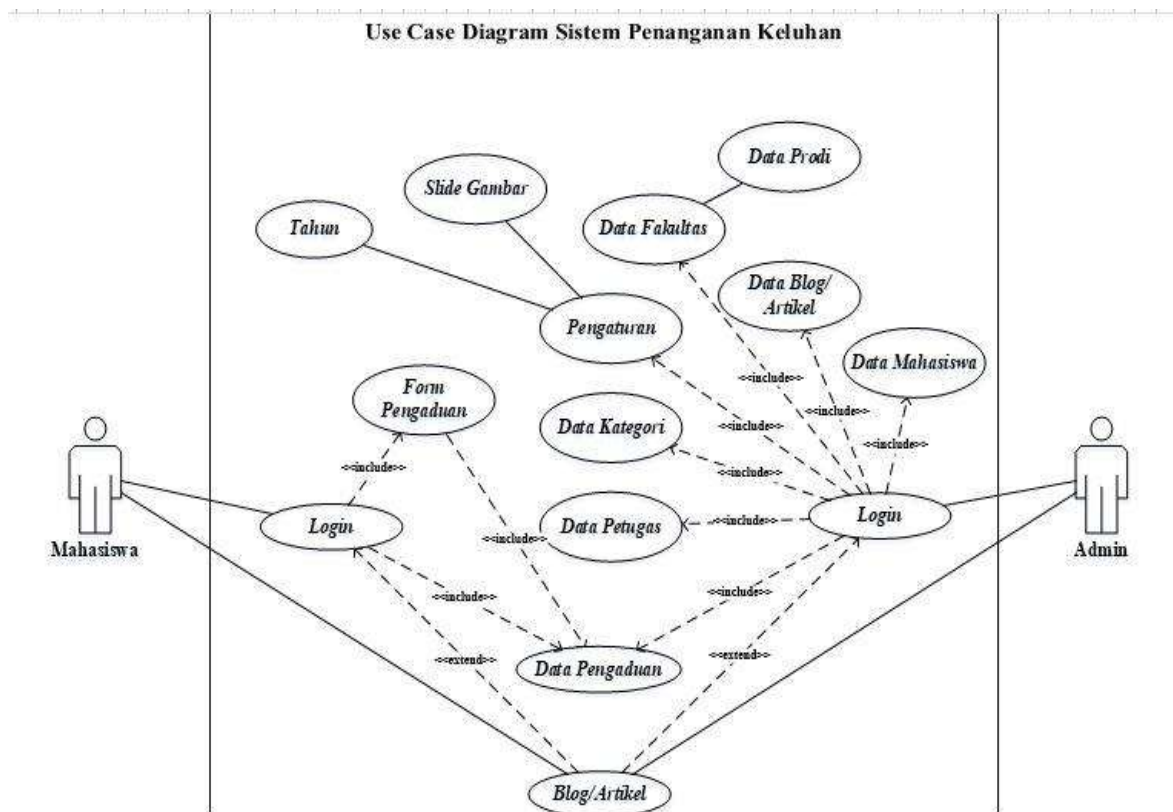 Use Case Diagram Sistem Penanganan Keluhan
Data Prodi
Slide Gambar
Tahun
Data Fakultas
Data Blog/
Artikel
Pengaturan
Data Mahasiswa
<<include>>
Form
Pengaduan
<<include>>
<<include>>
Data Kategori
<<include>>
<<include>>
<<include>>
<<include>>
Login
Data Petugas
<<include>>
Login
<<include>>
Mahasiswa
Admin
<<include>>
<<include>>
<<extend>>
Data Pengaduan
<<extend>>
Blog/Artikel